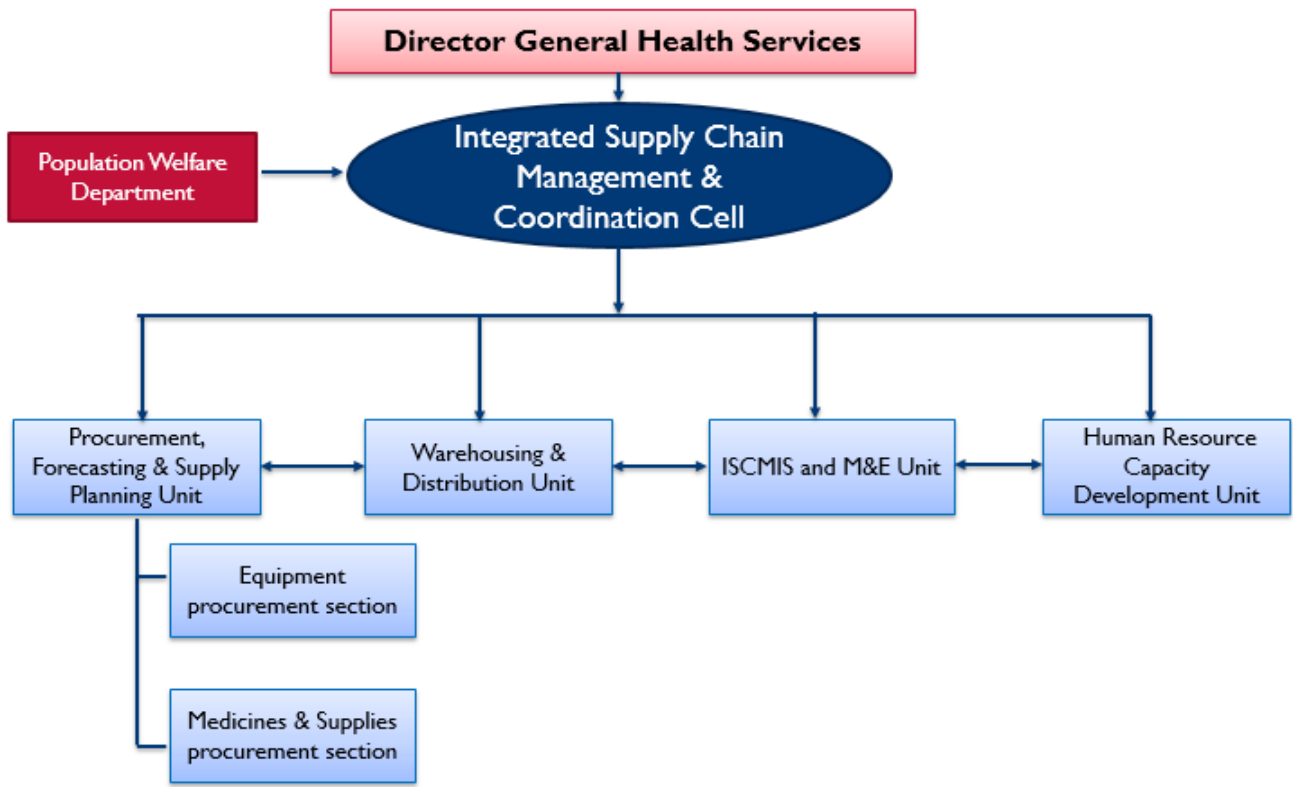 Director General Health Services
Integrated Supply Chain
Management &
Coordination Cell
Population Welfare
Department
Procurement,
Forecasting & Supply
Planning Unit
Warehousing &
Distribution Unit
ISCMIS and M&E Unit
Human Resource
Capacity
Development Unit
Equipment
procurement section
Medicines & Supplies
procurement section